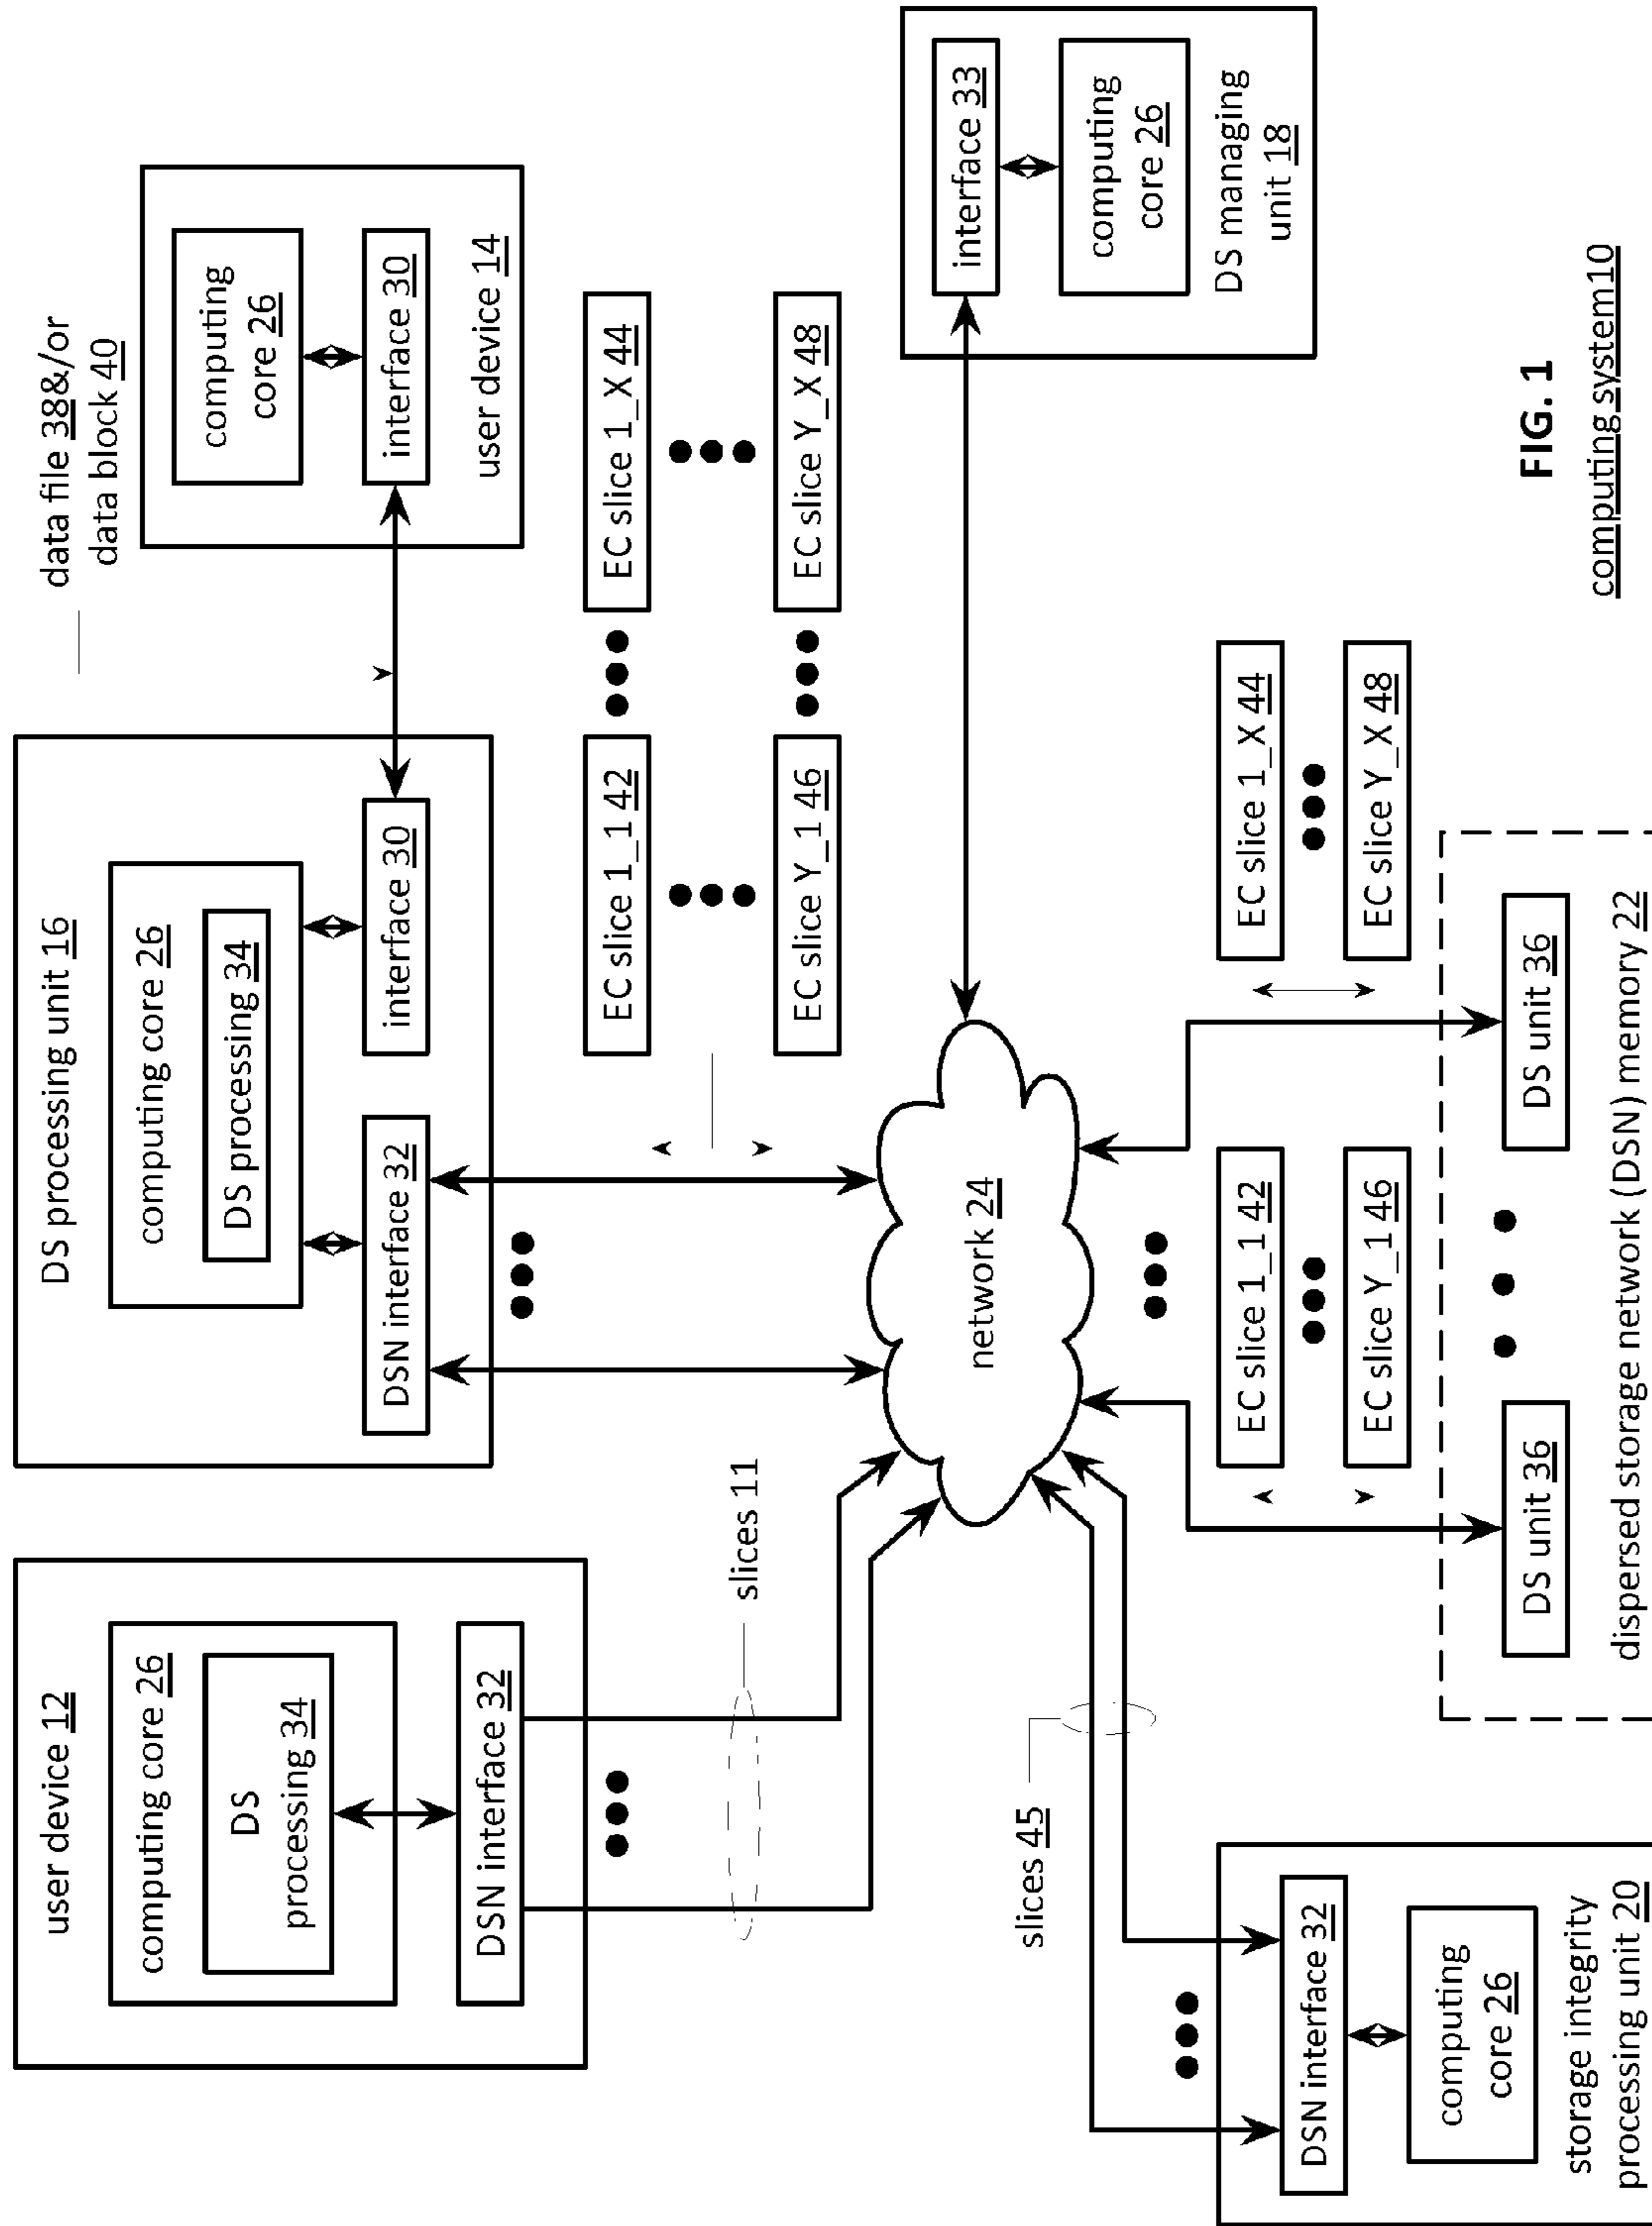 user device 12
computing core 26
DS
processing 34
DSN interface 32
DS processing unit 16
computing core 26
DS processing 34
DSN interface 32
interface 30
data file 38&/or
data block 40
computing
core 26
interface 30
user device 14
slices 11
EC slice 1_1 42
EC slice 1_X 44
EC slice Y_1 46
EC slice Y_X 48
network 24
interface 33
computing
core 26
DS managing
unit 18
slices 45
DSN interface 32
computing
core 26
storage integrity
processing unit 20
EC slice 1_1 42
EC slice Y_1 46
EC slice 1_X 44
EC slice Y_X 48
DS unit 36
DS unit 36
dispersed storage network (DSN) memory 22
FIG. 1
computing system10